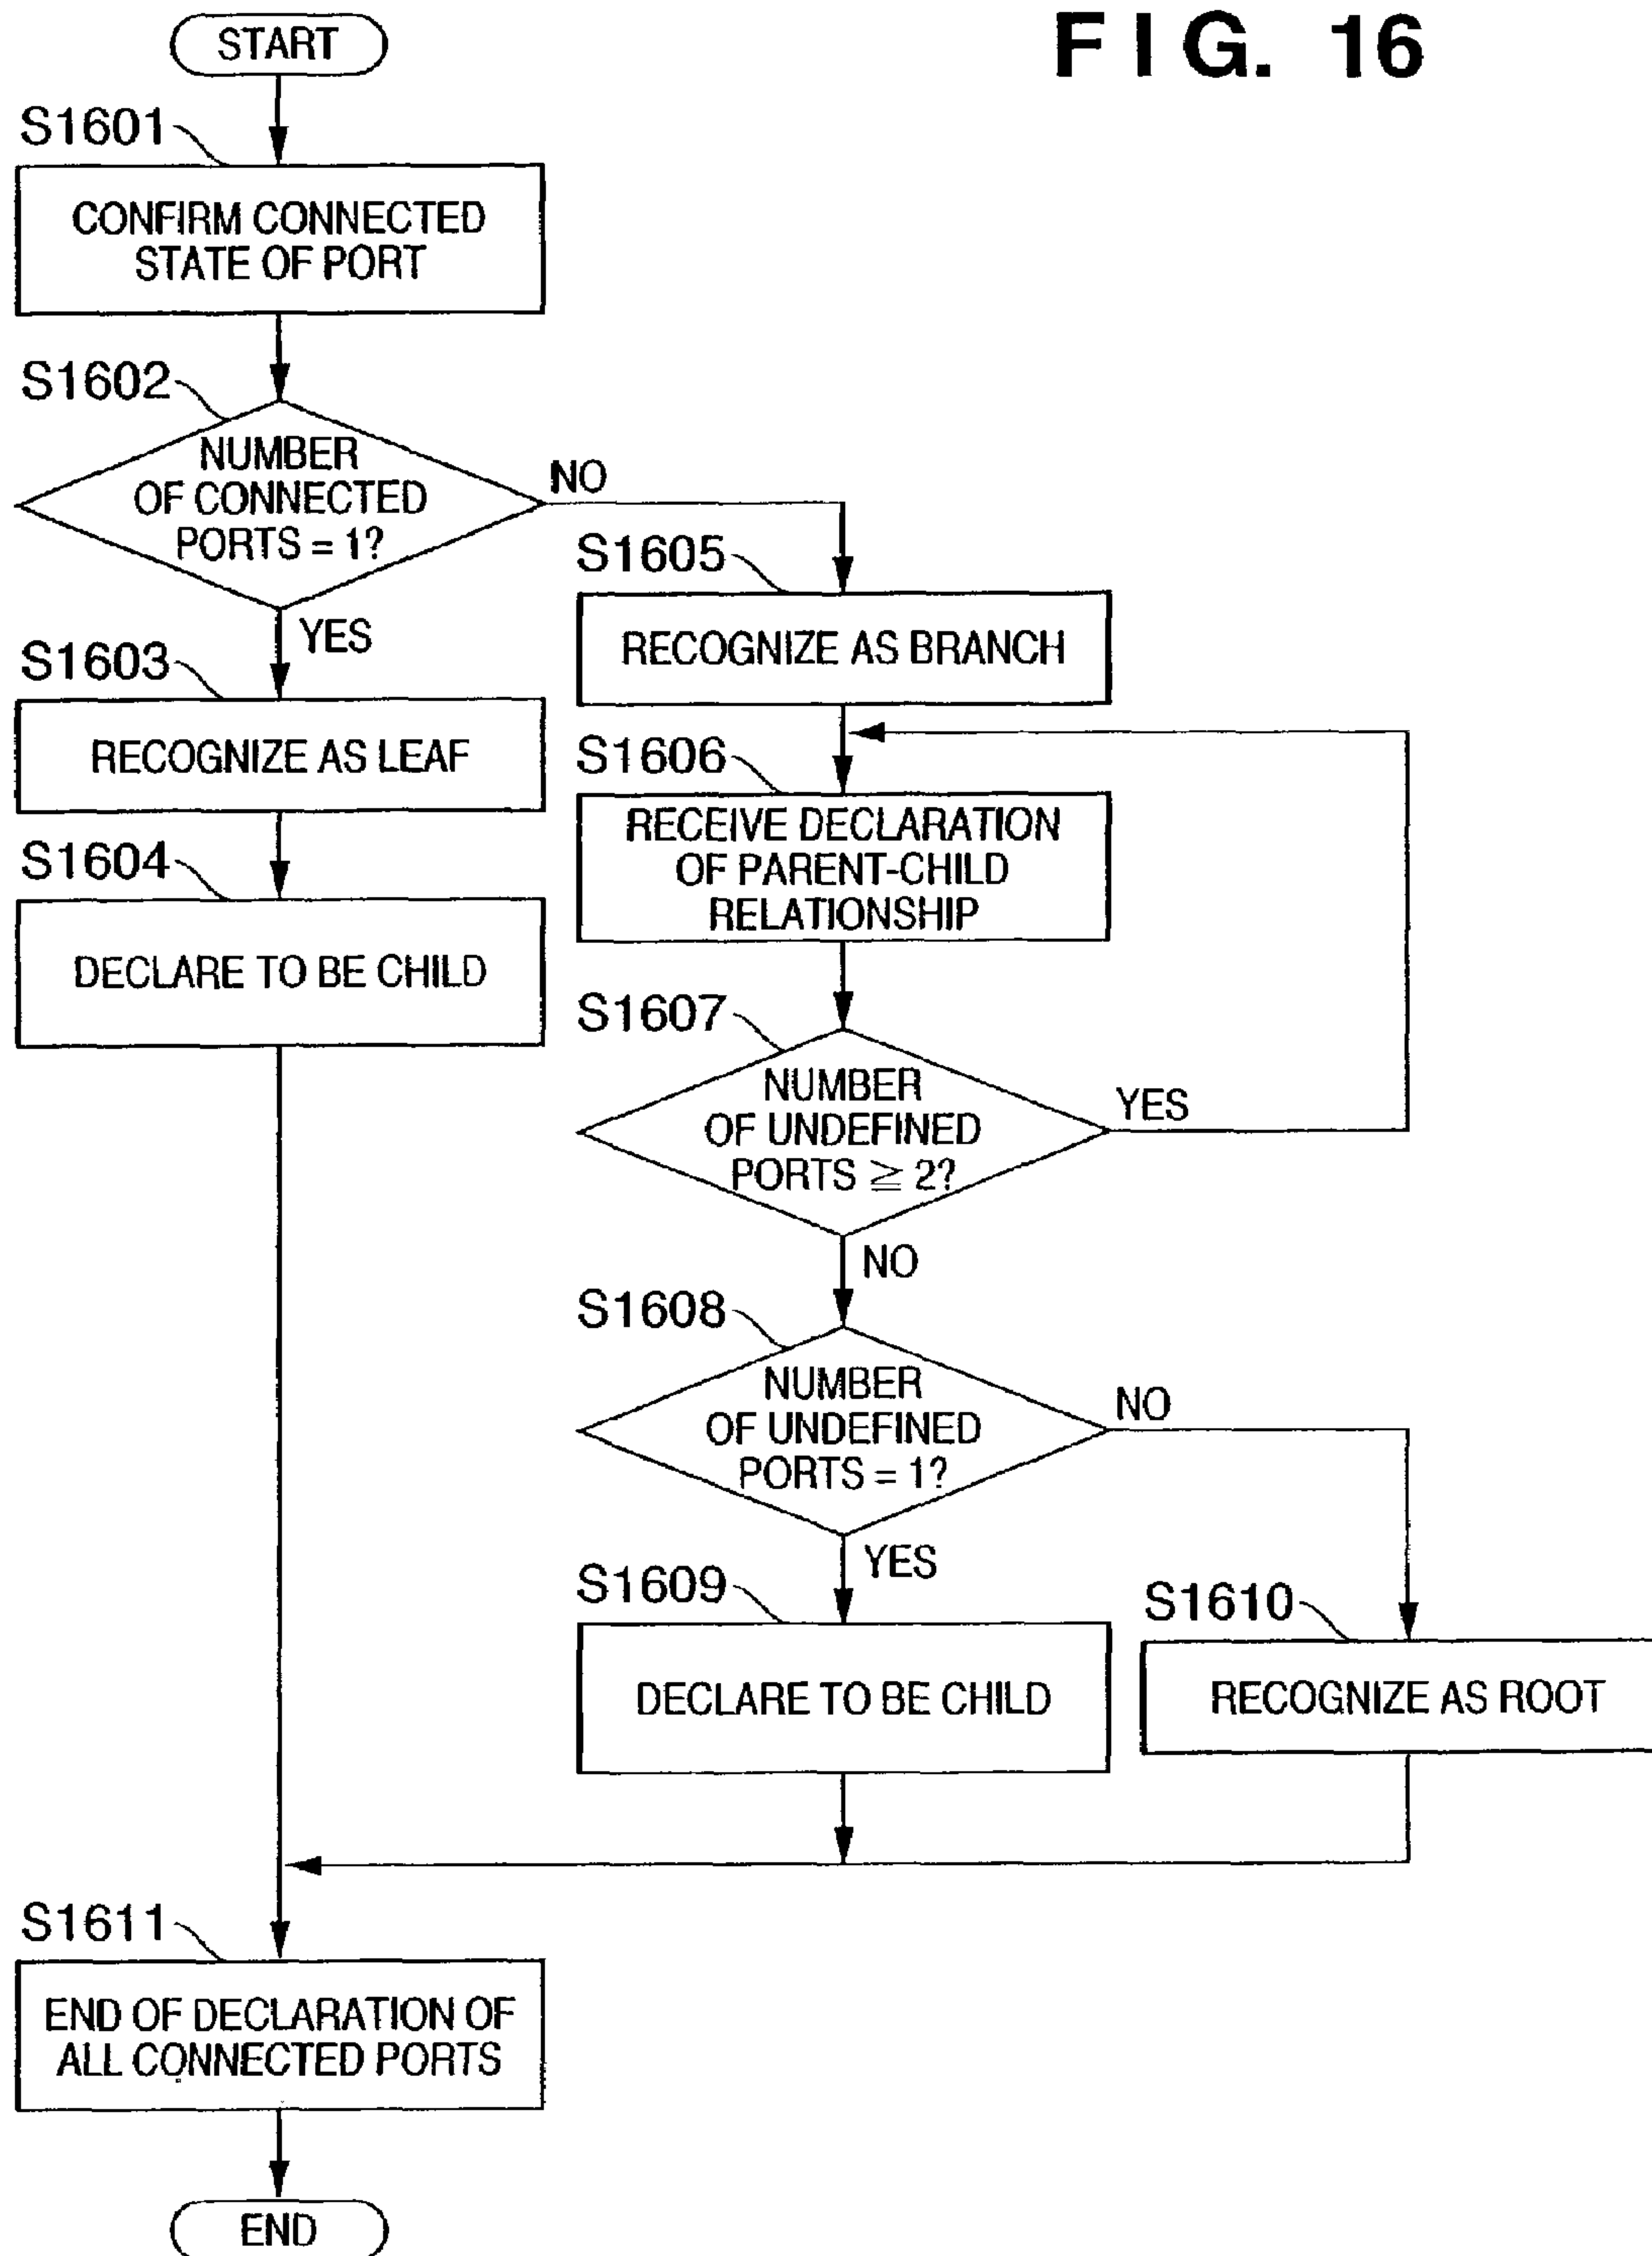 FIG. 16
START
S1601
CONFIRM CONNECTED
STATE OF PORT
S1602
NUMBER
OF CONNECTED
PORTS = 1?
NO
YES
S1603
RECOGNIZE AS LEAF
S1604
DECLARE TO BE CHILD
S1605
RECOGNIZE AS BRANCH
S1606
RECEIVE DECLARATION
OF PARENT-CHILD
RELATIONSHIP
S1607
NUMBER
OF UNDEFINED
PORTS ≧ 2?
YES
NO
S1608
NUMBER
OF UNDEFINED
PORTS = 1?
NO
YES
S1609
DECLARE TO BE CHILD
S1610
RECOGNIZE AS ROOT
S1611
END OF DECLARATION OF
ALL CONNECTED PORTS
END